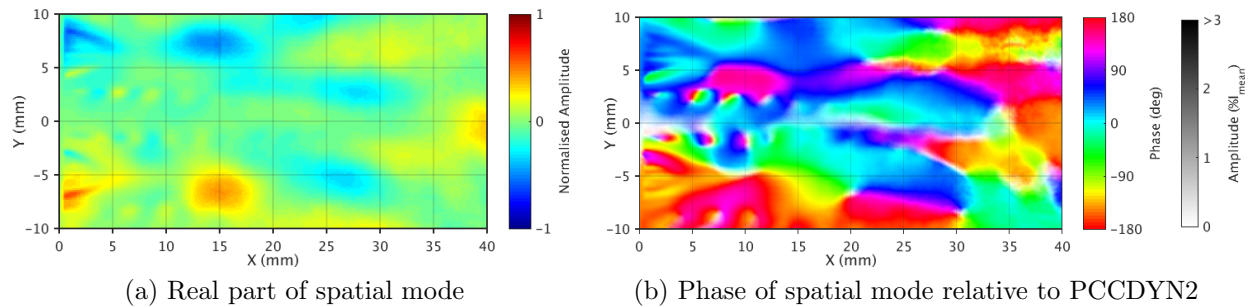 10
5
0
−5
−10
Y (mm)
0 5 10 15 20 25 30 35 40
X (mm)
1
0
−1
Normalised Amplitude
(a) Real part of spatial mode
10
5
0
−5
−10
Y (mm)
0 5 10 15 20 25 30 35 40
X (mm)
180
90
0
-90
-180
Phase (deg)
>3
2
1
0
Amplitude (%I_mean)
(b) Phase of spatial mode relative to PCCDYN2